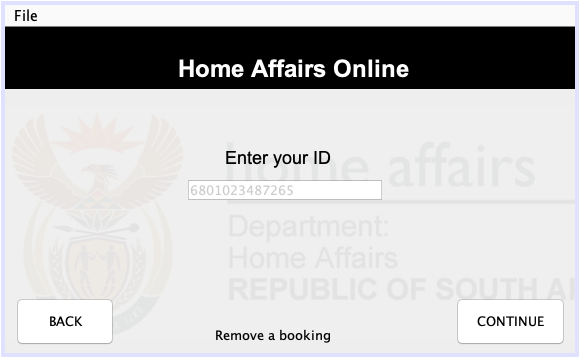 File
Home Affairs Online
Enter your ID
home affairs
6801023487265
Department:
Home Affairs
REPUBLIC OF SOUTH AF
BACK
CONTINUE
Remove a booking